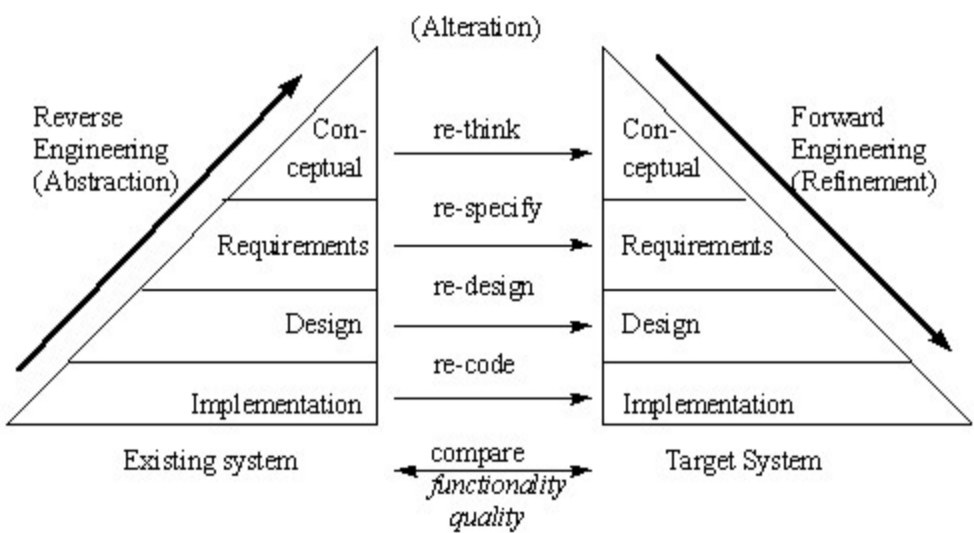 (Alteration)
Reverse
Engineering
(Abstraction)
Con-
ceptual
Requirements
Design
Implementation
Existing system
re-think
re-specify
re-design
re-code
compare
functionality
quality
Con-
ceptual
Requirements
Design
Implementation
Target System
Forward
Engineering
(Refinement)